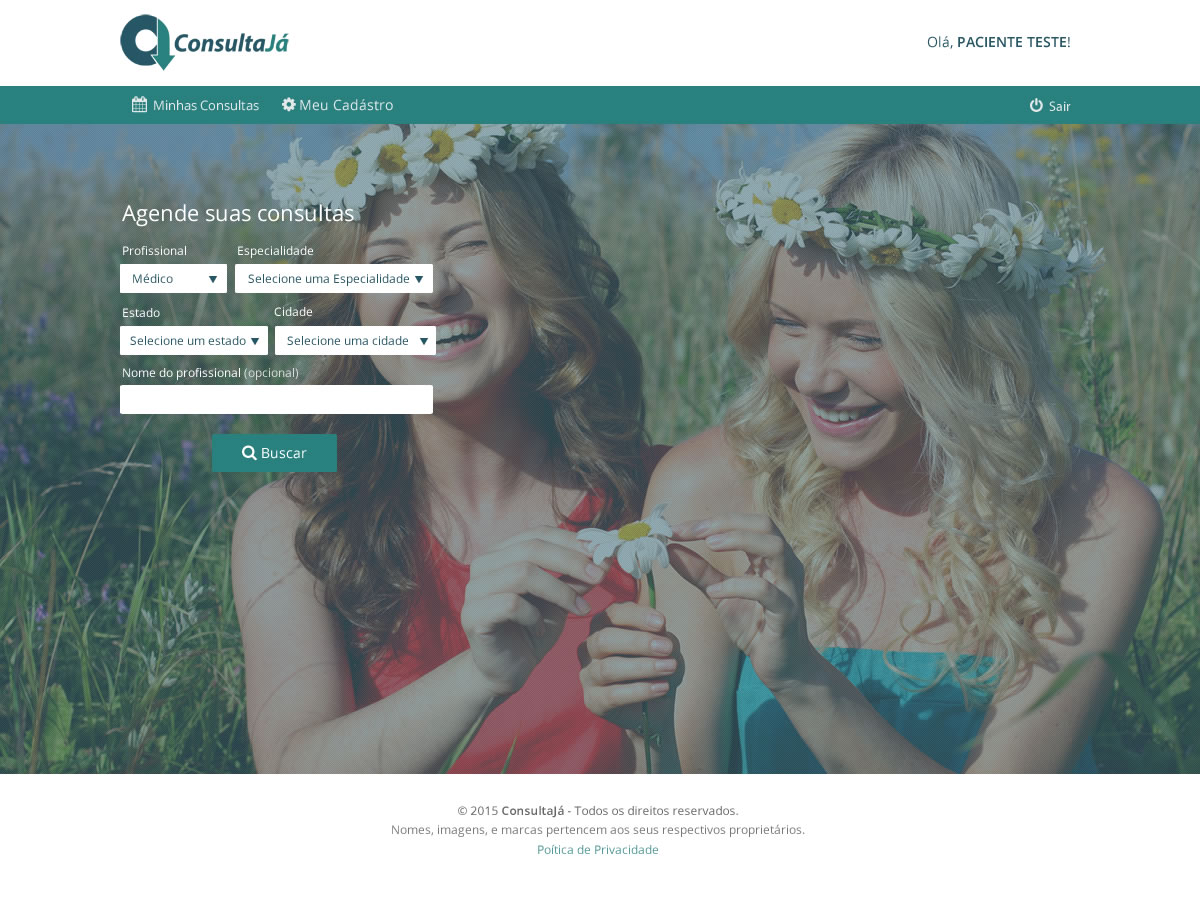 ConsultaJá
Olá, PACIENTE TESTE!
Minhas Consultas
Meu Cadástro
Sair
Agende suas consultas
Profissional
Especialidade
Médico
Selecione uma Especialidade
Estado
Cidade
Selecione um estado
Selecione uma cidade
Nome do profissional (opcional)
Buscar
© 2015 ConsultaJá - Todos os direitos reservados.
Nomes, imagens, e marcas pertencem aos seus respectivos proprietários.
Poítica de Privacidade